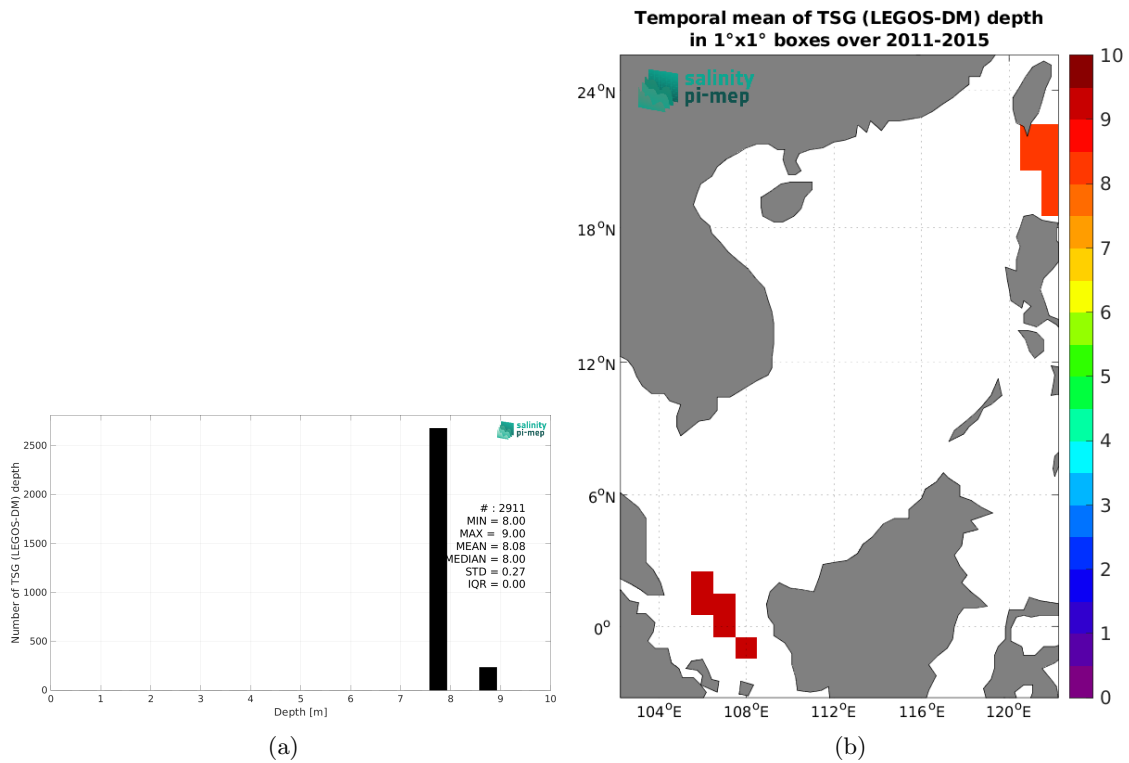 Number of TSG (LEGOS-DM) depth
2500
2000
1500
1000
500
0
salinity
pi-mep
# : 2911
MIN = 8.00
MAX = 9.00
MEAN = 8.08
MEDIAN = 8.00
STD = 0.27
IQR = 0.00
0 1 2 3 4 5 6 7 8 9 10
Depth [m]
(a)
Temporal mean of TSG (LEGOS-DM) depth
in 1°x1° boxes over 2011-2015
salinity
pi-mep
24°N
18°N
12°N
6°N
0°
104°E 108°E 112°E 116°E 120°E
10
9
8
7
6
5
4
3
2
1
0
(b)